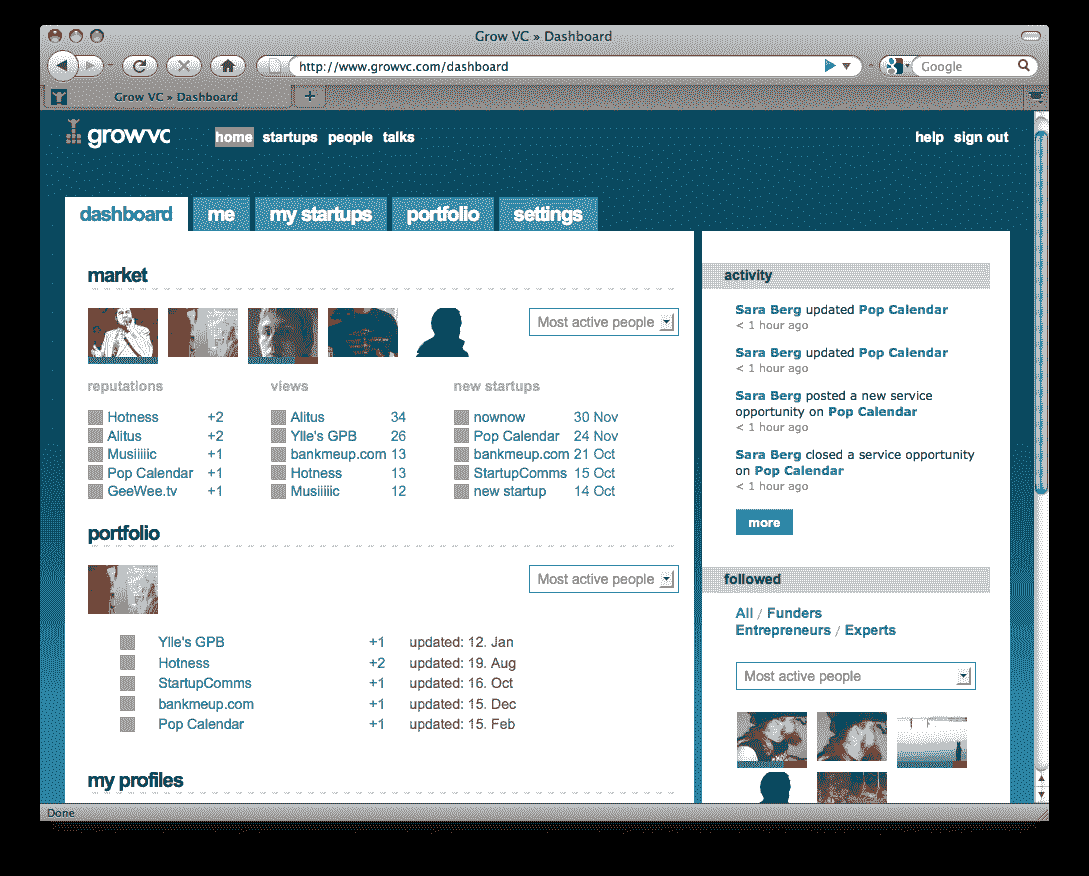 Grow VC » Dashboard
http://www.growvc.com/dashboard
Google
Grow VC » Dashboard
+
growvc
home startups people talks
help sign out
dashboard me my startups portfolio settings
market
Most active people
reputations
Hotness +2
Alitus +2
Musiiiiic +1
Pop Calendar +1
GeeWee.tv +1
views
Alitus 34
Ylle's GPB 26
bankmeup.com 13
Hotness 13
Musiiiiic 12
new startups
nownow 30 Nov
Pop Calendar 24 Nov
bankmeup.com 21 Oct
StartupComms 15 Oct
new startup 14 Oct
portfolio
Most active people
Ylle's GPB +1 updated: 12. Jan
Hotness +2 updated: 19. Aug
StartupComms +1 updated: 16. Oct
bankmeup.com +1 updated: 15. Dec
Pop Calendar +1 updated: 15. Feb
my profiles
activity
Sara Berg updated Pop Calendar
< 1 hour ago
Sara Berg updated Pop Calendar
< 1 hour ago
Sara Berg posted a new service
opportunity on Pop Calendar
< 1 hour ago
Sara Berg closed a service opportunity
on Pop Calendar
< 1 hour ago
more
followed
All / Funders
Entrepreneurs / Experts
Most active people
Done